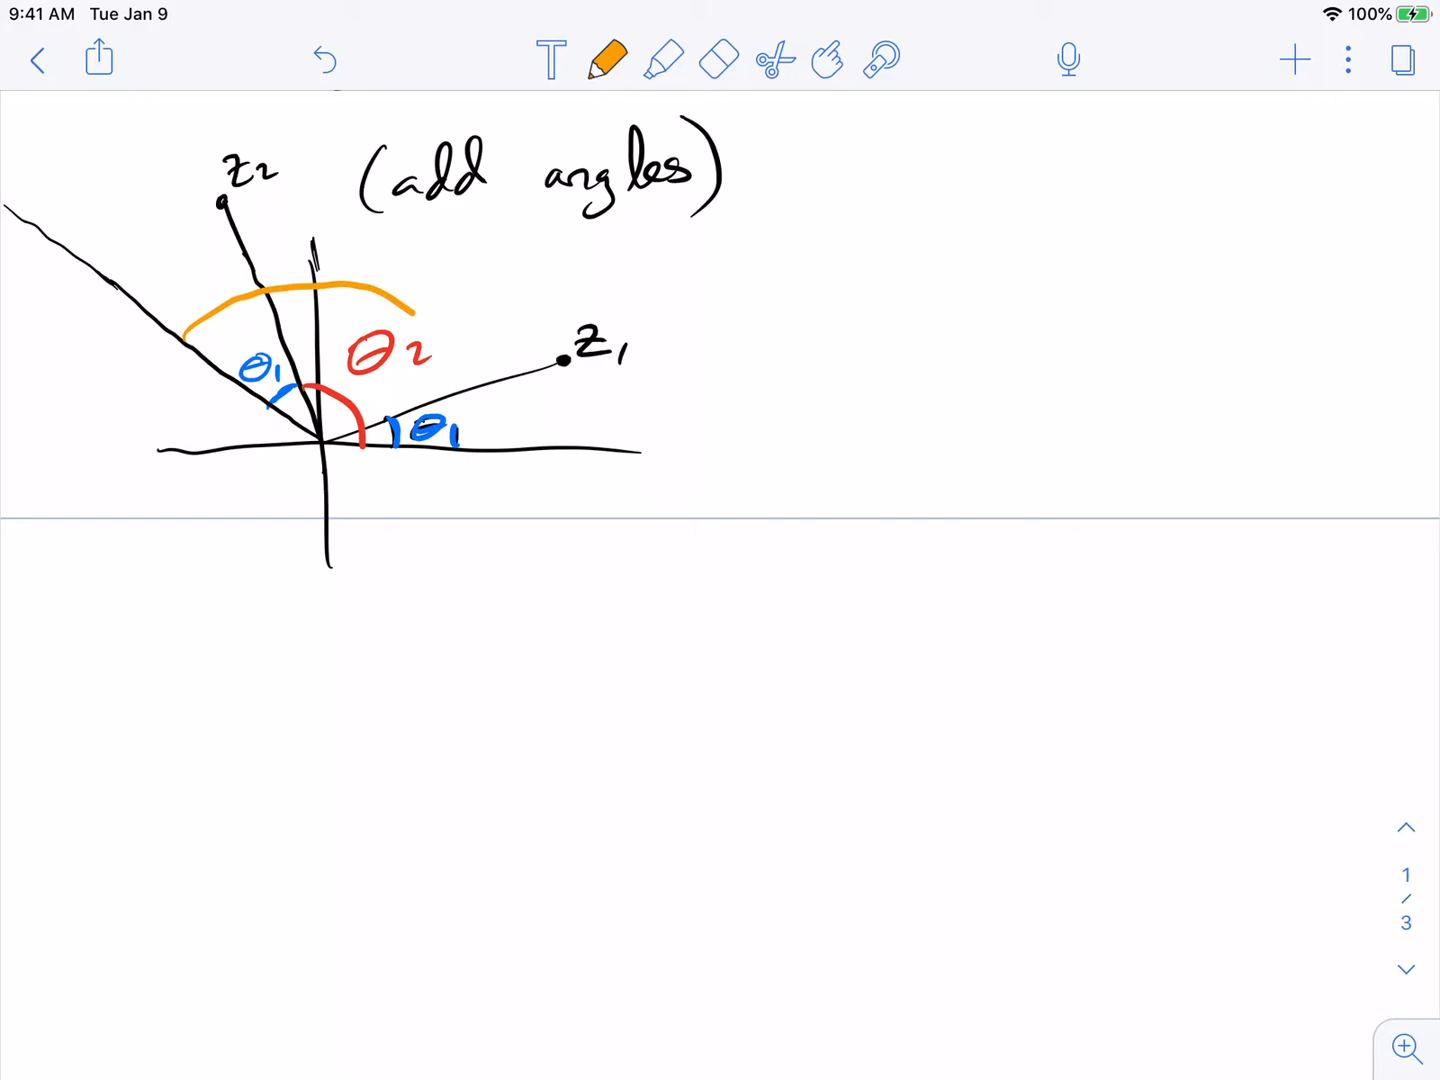 9:41 AM Tue Jan 9
100%
T
z₂ (add angles)
θ₁ θ₂ z₁
θ₁
1
/
3